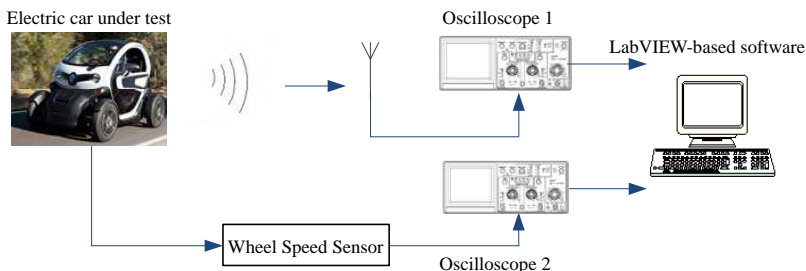 Electric car under test
Oscilloscope 1
LabVIEW-based software
Wheel Speed Sensor
Oscilloscope 2